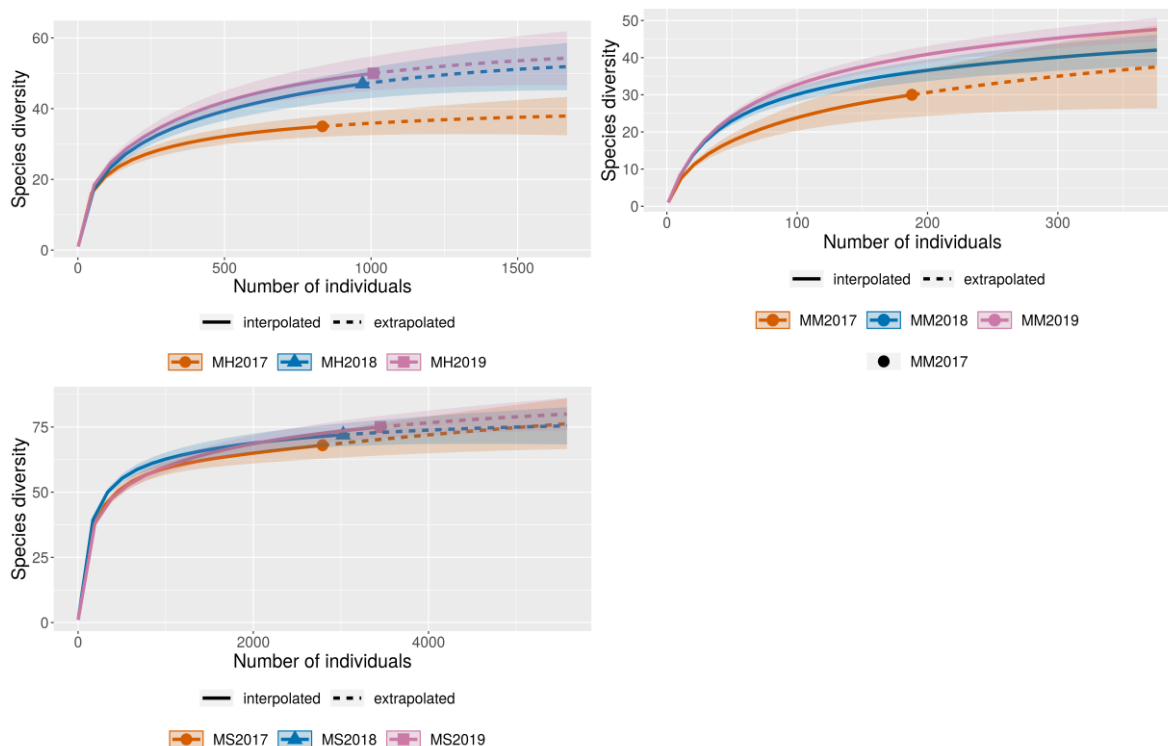 Species diversity
60
40
20
0
0 500 1000 1500
Number of individuals
interpolated extrapolated
MH2017 MH2018 MH2019
Species diversity
50
40
30
20
10
0
0 100 200 300
Number of individuals
interpolated extrapolated
MM2017 MM2018 MM2019
MM2017
Species diversity
75
50
25
0
0 2000 4000
Number of individuals
interpolated extrapolated
MS2017 MS2018 MS2019